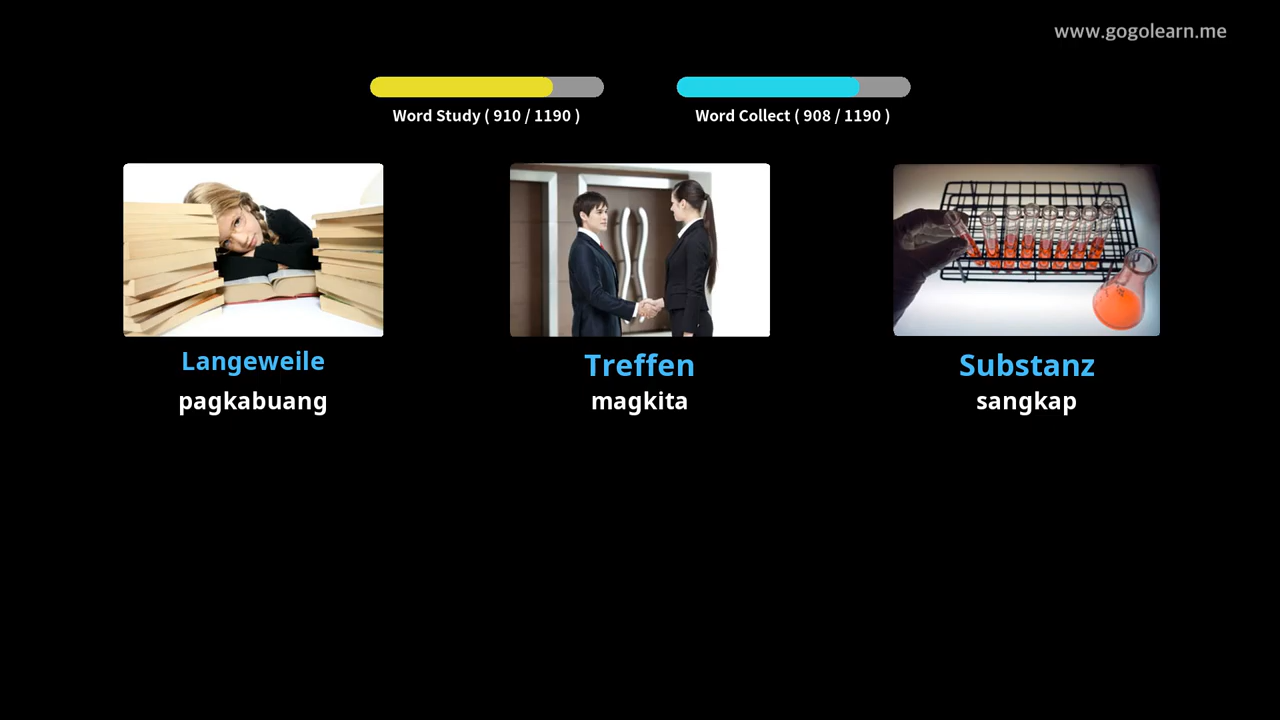 www.gogolearn.me
Word Study ( 910 / 1190 )
Word Collect ( 908 / 1190 )
Langeweile
pagkabuang
Treffen
magkita
Substanz
sangkap